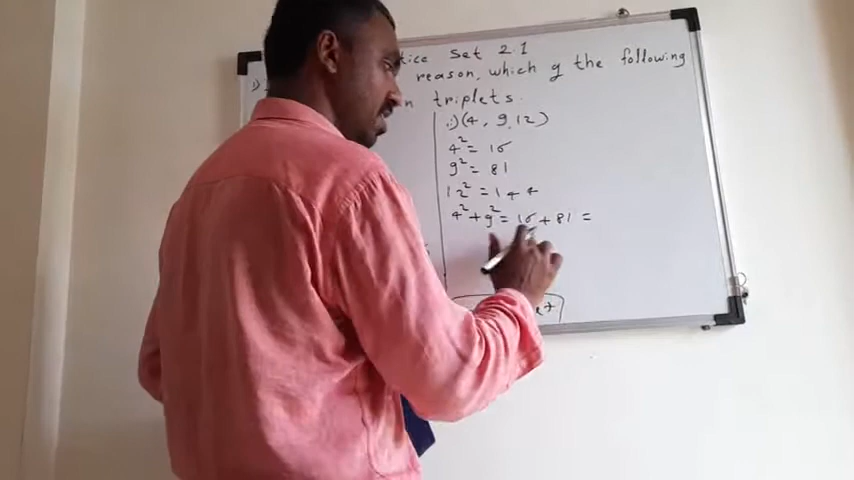 tice Set 2.1
i)
reason, which of the following
n triplets.
ii) (4, 9, 12)
4² = 16
9² = 81
12² = 144
4² + 9² = 16 + 81 =